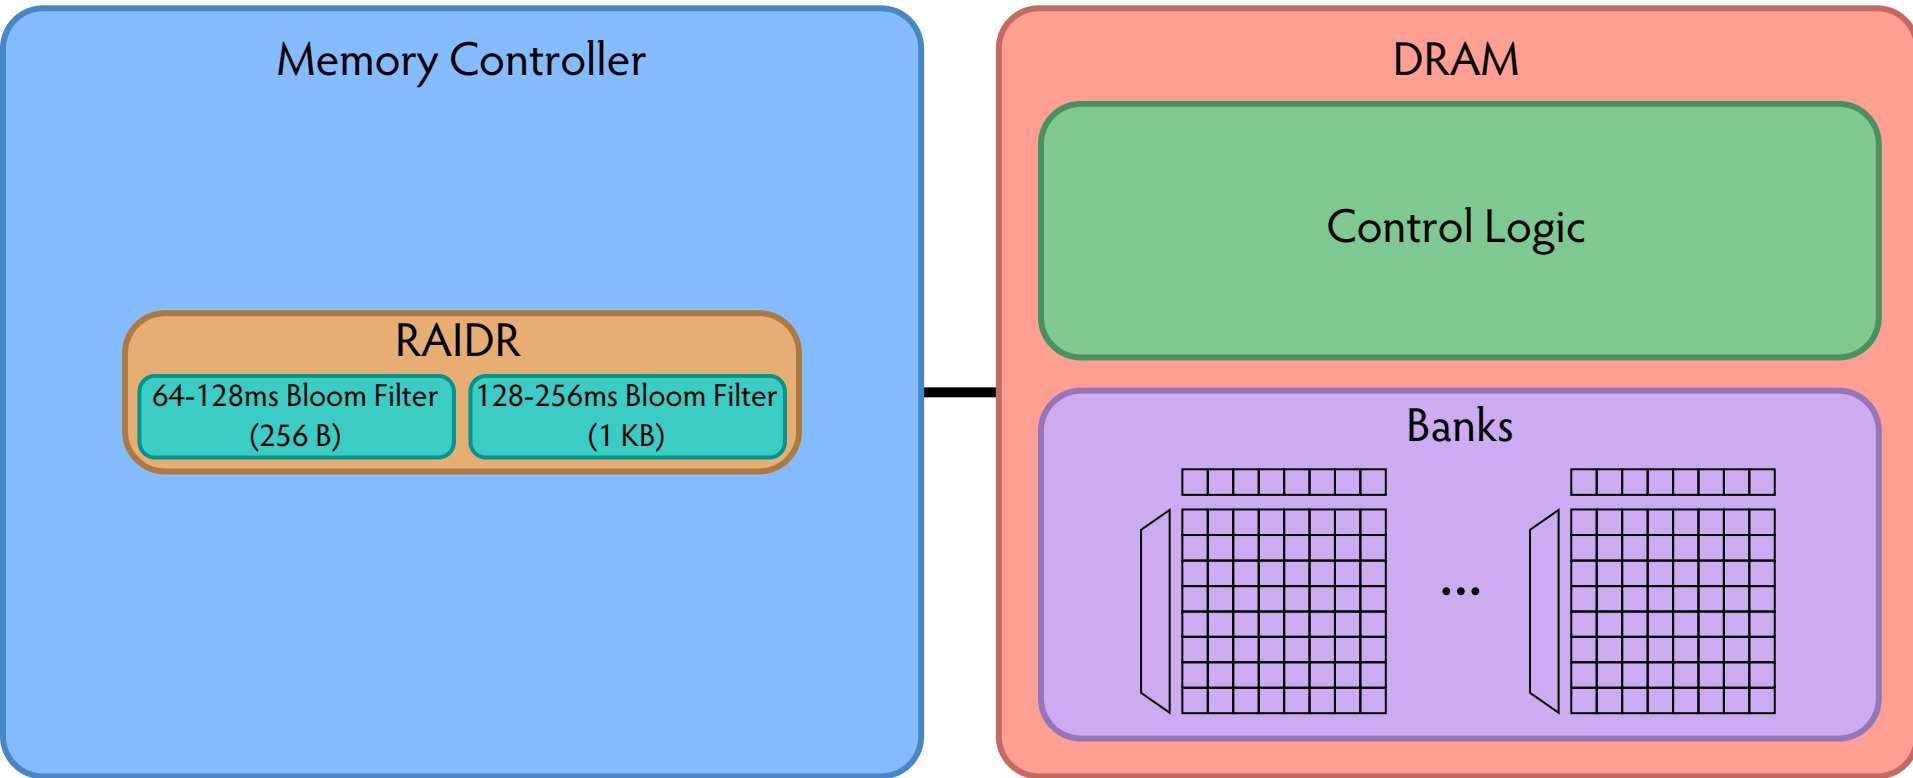 Memory Controller
RAIDR
64-128ms Bloom Filter
(256 B)
128-256ms Bloom Filter
(1 KB)
DRAM
Control Logic
Banks
...